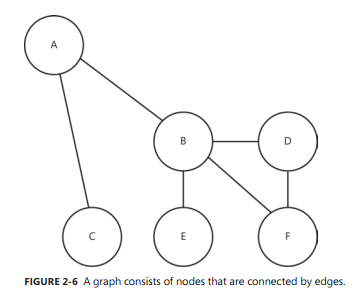 A
B
D
C
E
F
FIGURE 2-6 A graph consists of nodes that are connected by edges.